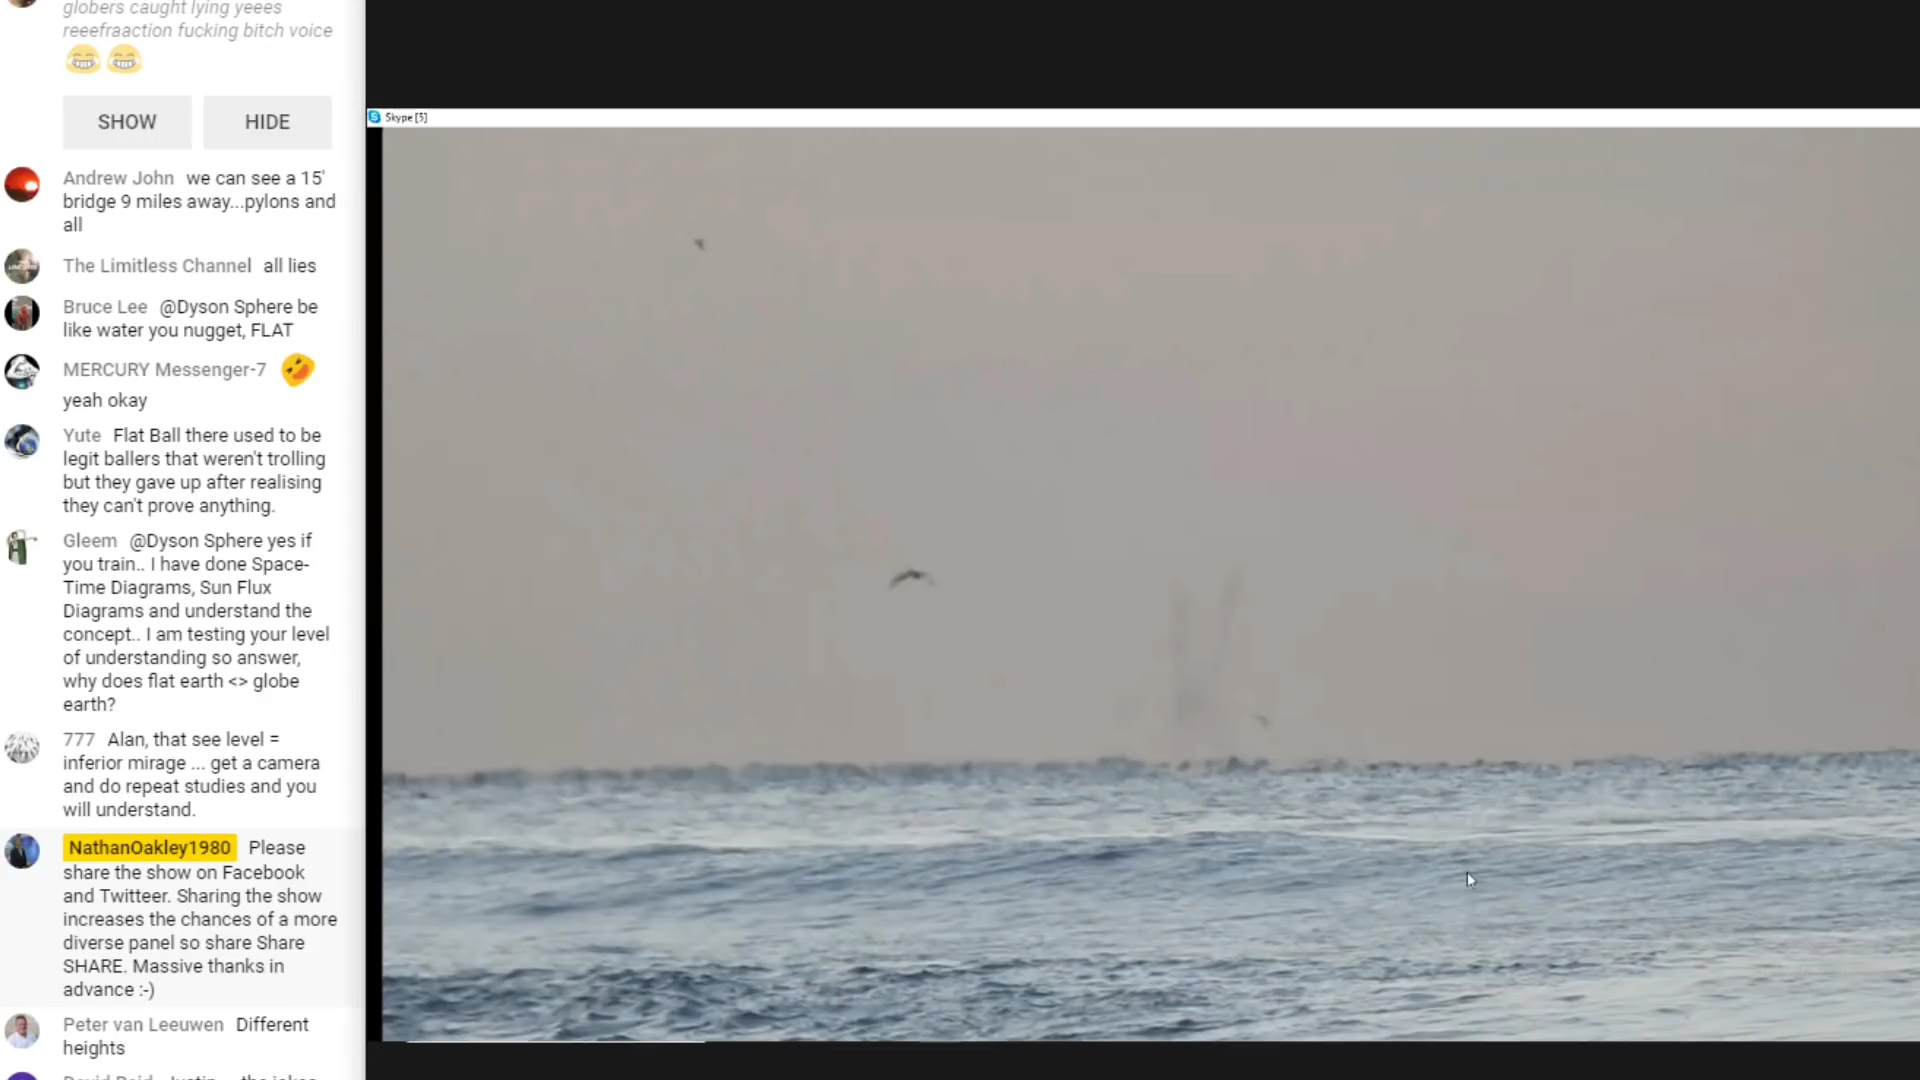 globers caught lying yeees
reeefraaction fucking bitch voice
SHOW HIDE
Skype [5]
Andrew John we can see a 15'
bridge 9 miles away...pylons and
all
The Limitless Channel all lies
Bruce Lee @Dyson Sphere be
like water you nugget, FLAT
MERCURY Messenger-7
yeah okay
Yute Flat Ball there used to be
legit ballers that weren't trolling
but they gave up after realising
they can't prove anything.
Gleem @Dyson Sphere yes if
you train.. I have done Space-
Time Diagrams, Sun Flux
Diagrams and understand the
concept.. I am testing your level
of understanding so answer,
why does flat earth <> globe
earth?
777 Alan, that see level =
inferior mirage ... get a camera
and do repeat studies and you
will understand.
NathanOakley1980 Please
share the show on Facebook
and Twitteer. Sharing the show
increases the chances of a more
diverse panel so share Share
SHARE. Massive thanks in
advance :-)
Peter van Leeuwen Different
heights